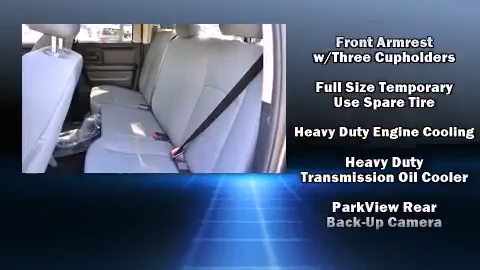 Front Armrest
w/Three Cupholders
Full Size Temporary
Use Spare Tire
Heavy Duty Engine Cooling
Heavy Duty
Transmission Oil Cooler
ParkView Rear
Back-Up Camera